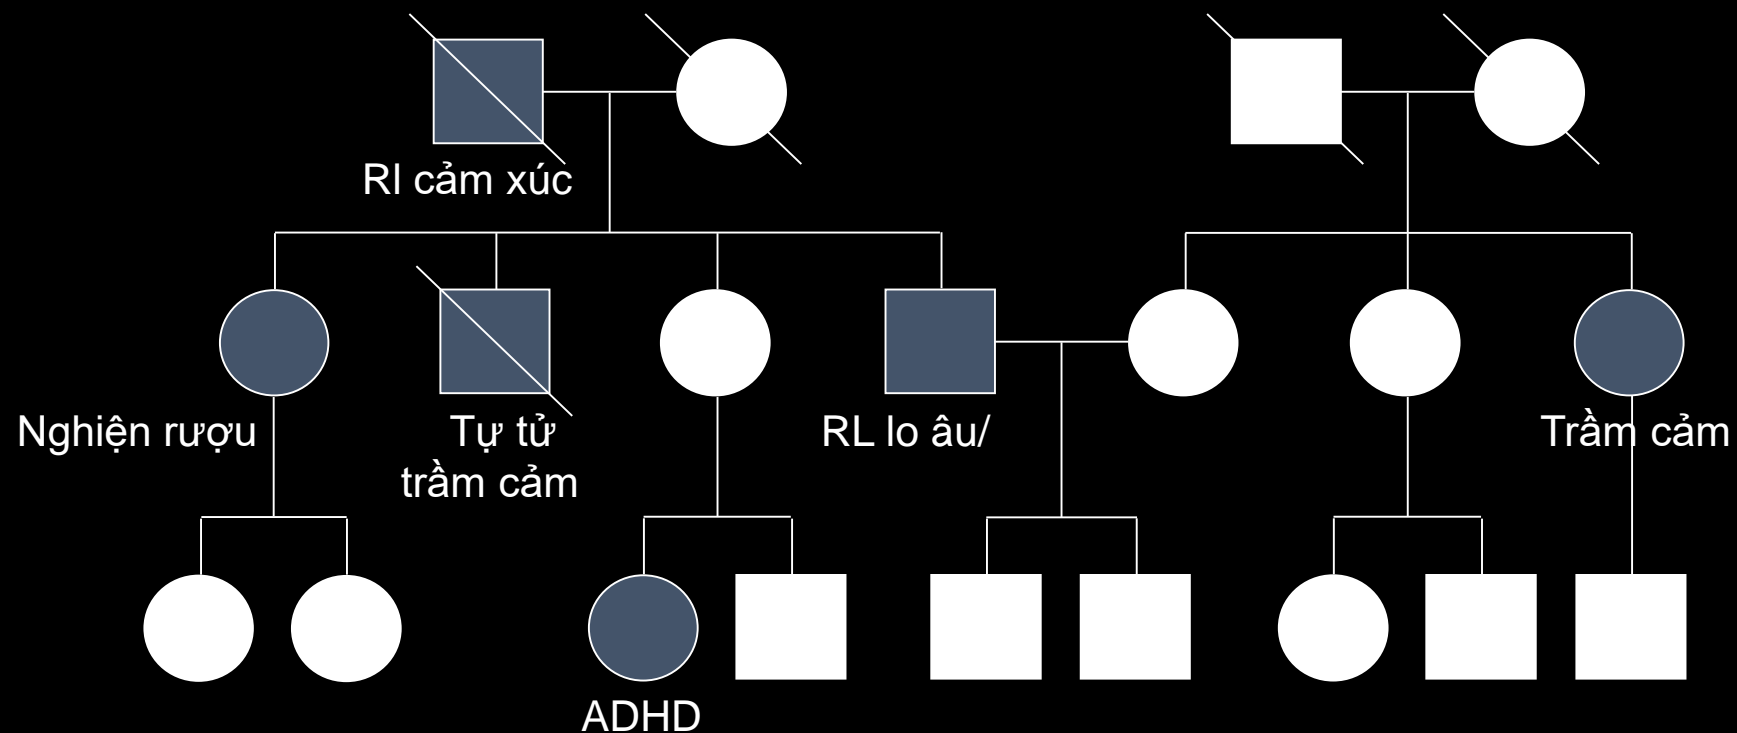 Rl cảm xúc
Nghiện rượu
Tự tử
trầm cảm
RL lo âu/
Trầm cảm
ADHD